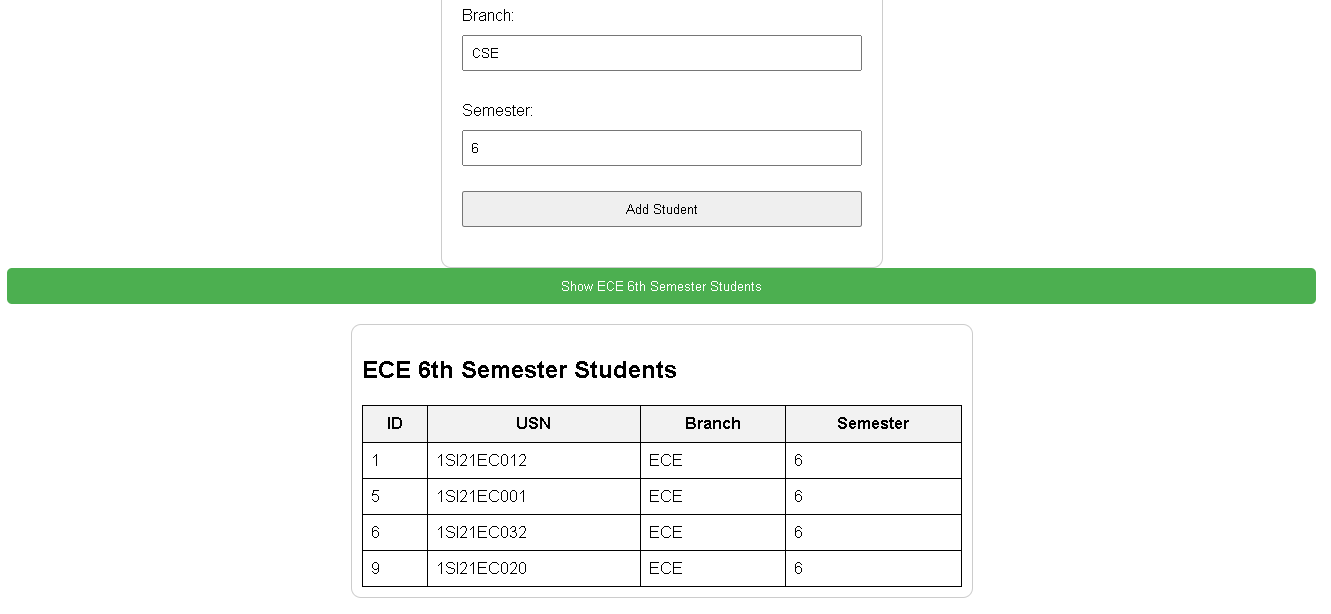 Branch:
CSE
Semester:
6
Add Student
Show ECE 6th Semester Students
ECE 6th Semester Students
ID USN Branch Semester
1 1SI21EC012 ECE 6
5 1SI21EC001 ECE 6
6 1SI21EC032 ECE 6
9 1SI21EC020 ECE 6